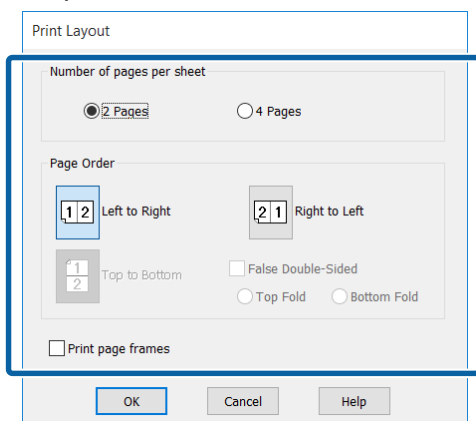 Print Layout
Number of pages per sheet
2 Pages 4 Pages
Page Order
1 2 Left to Right 2 1 Right to Left
1
2
Top to Bottom False Double-Sided
Top Fold Bottom Fold
Print page frames
OK Cancel Help